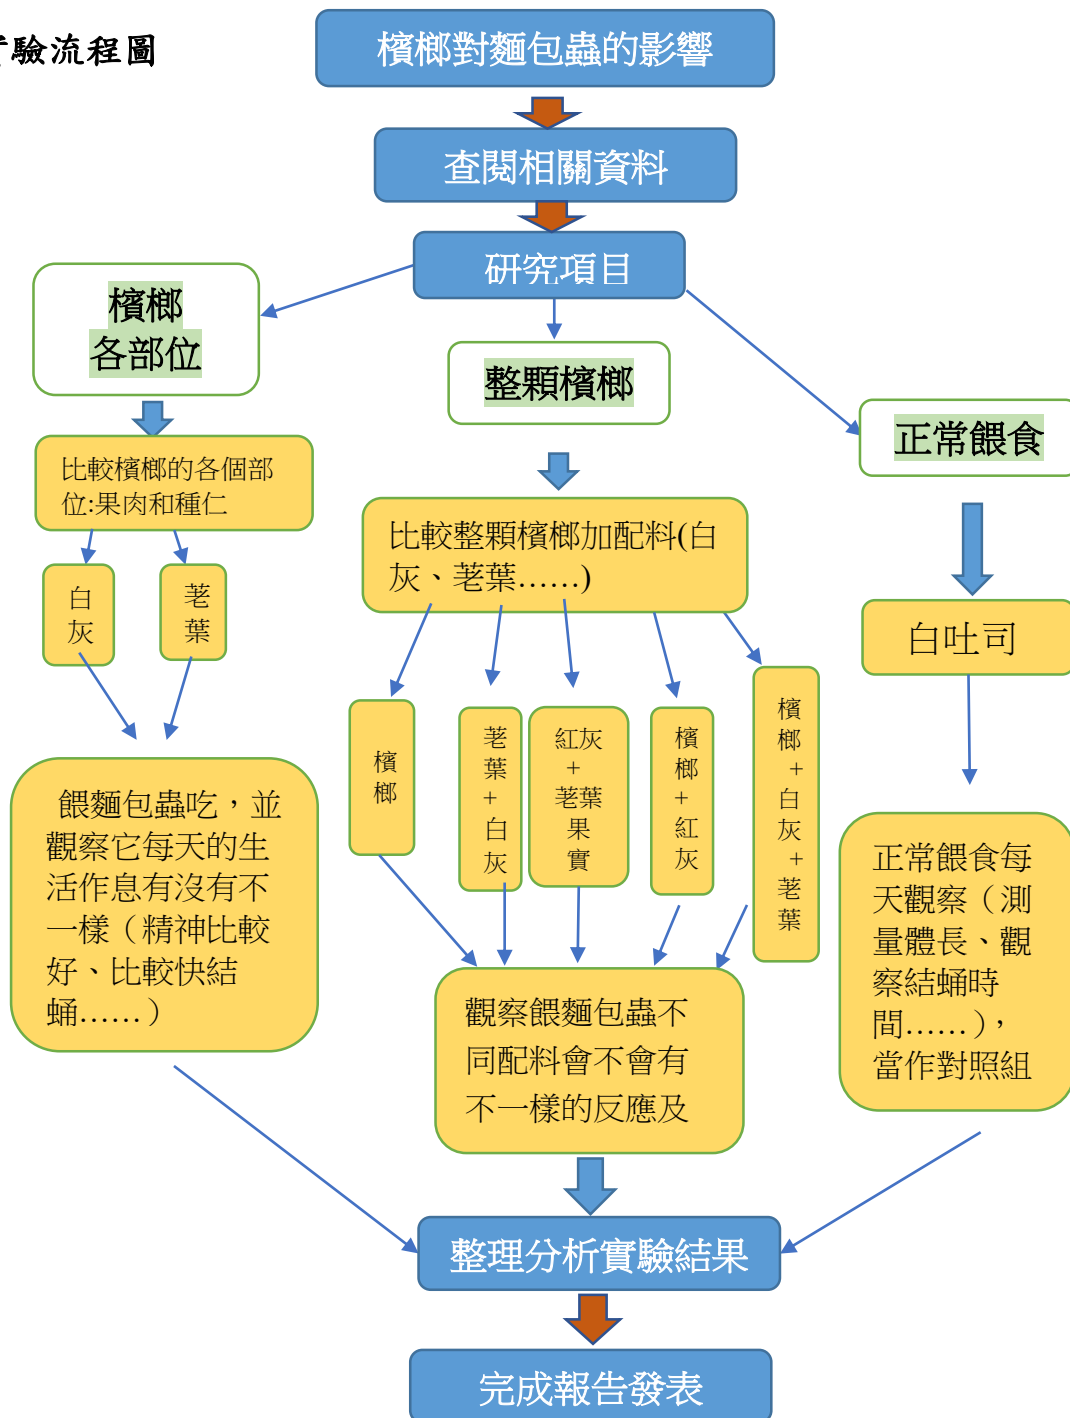 驗流程圖
檳榔對麵包蟲的影響
查閱相關資料
研究項目
檳榔
各部位
整顆檳榔
正常餵食
比較檳榔的各個部
位:果肉和種仁
白
灰
荖
葉
比較整顆檳榔加配料(白
灰、荖葉……)
白吐司
檳
榔
荖
葉
+
白
灰
紅灰
+
荖葉
果
實
檳
榔
+
紅
灰
檳
榔
+
白
灰
+
荖
葉
餵麵包蟲吃，並
觀察它每天的生
活作息有沒有不
一樣（精神比較
好、比較快結
蛹……）
觀察餵麵包蟲不
同配料會不會有
不一樣的反應及
正常餵食每
天觀察（測
量體長、觀
察結蛹時
間……），
當作對照組
整理分析實驗結果
完成報告發表